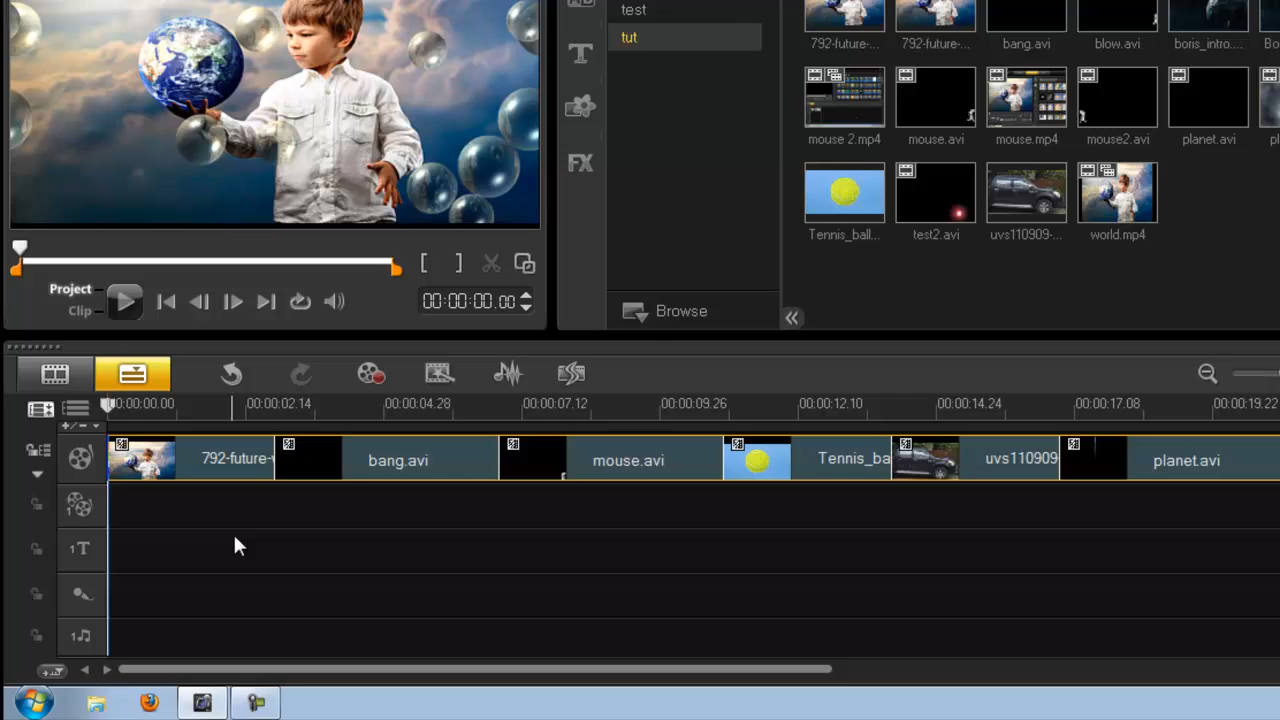 test
tut
T
FX
792-future-...
792-future-...
bang.avi
blow.avi
boris_intro....
mouse 2.mp4
mouse.avi
mouse.mp4
mouse2.avi
planet.avi
Tennis_ball...
test2.avi
uvs110909-...
world.mp4
Browse
Project
Clip
[ ]
00:00:00.00
00:00:00.00
00:00:02.14
00:00:04.28
00:00:07.12
00:00:09.26
00:00:12.10
00:00:14.24
00:00:17.08
00:00:19.22
792-future-
bang.avi
mouse.avi
Tennis_ba
uvs110909-
planet.avi
1
1T
1